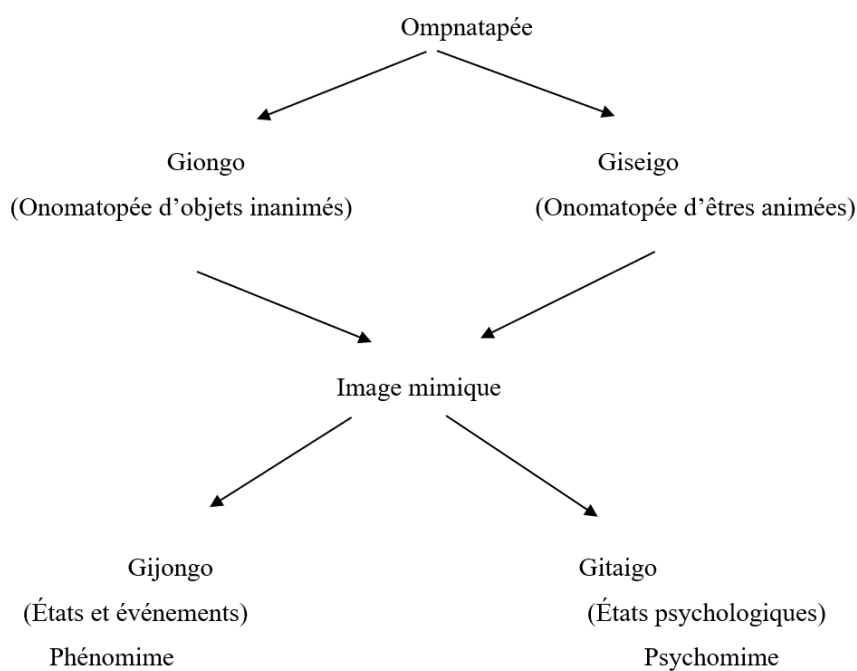 Ompnatapée
Giongo
Giseigo
(Onomatopée d’objets inanimés)
(Onomatopée d’êtres animées)
Image mimique
Gijongo
Gitaigo
(États et événements)
(États psychologiques)
Phénomime
Psychomime